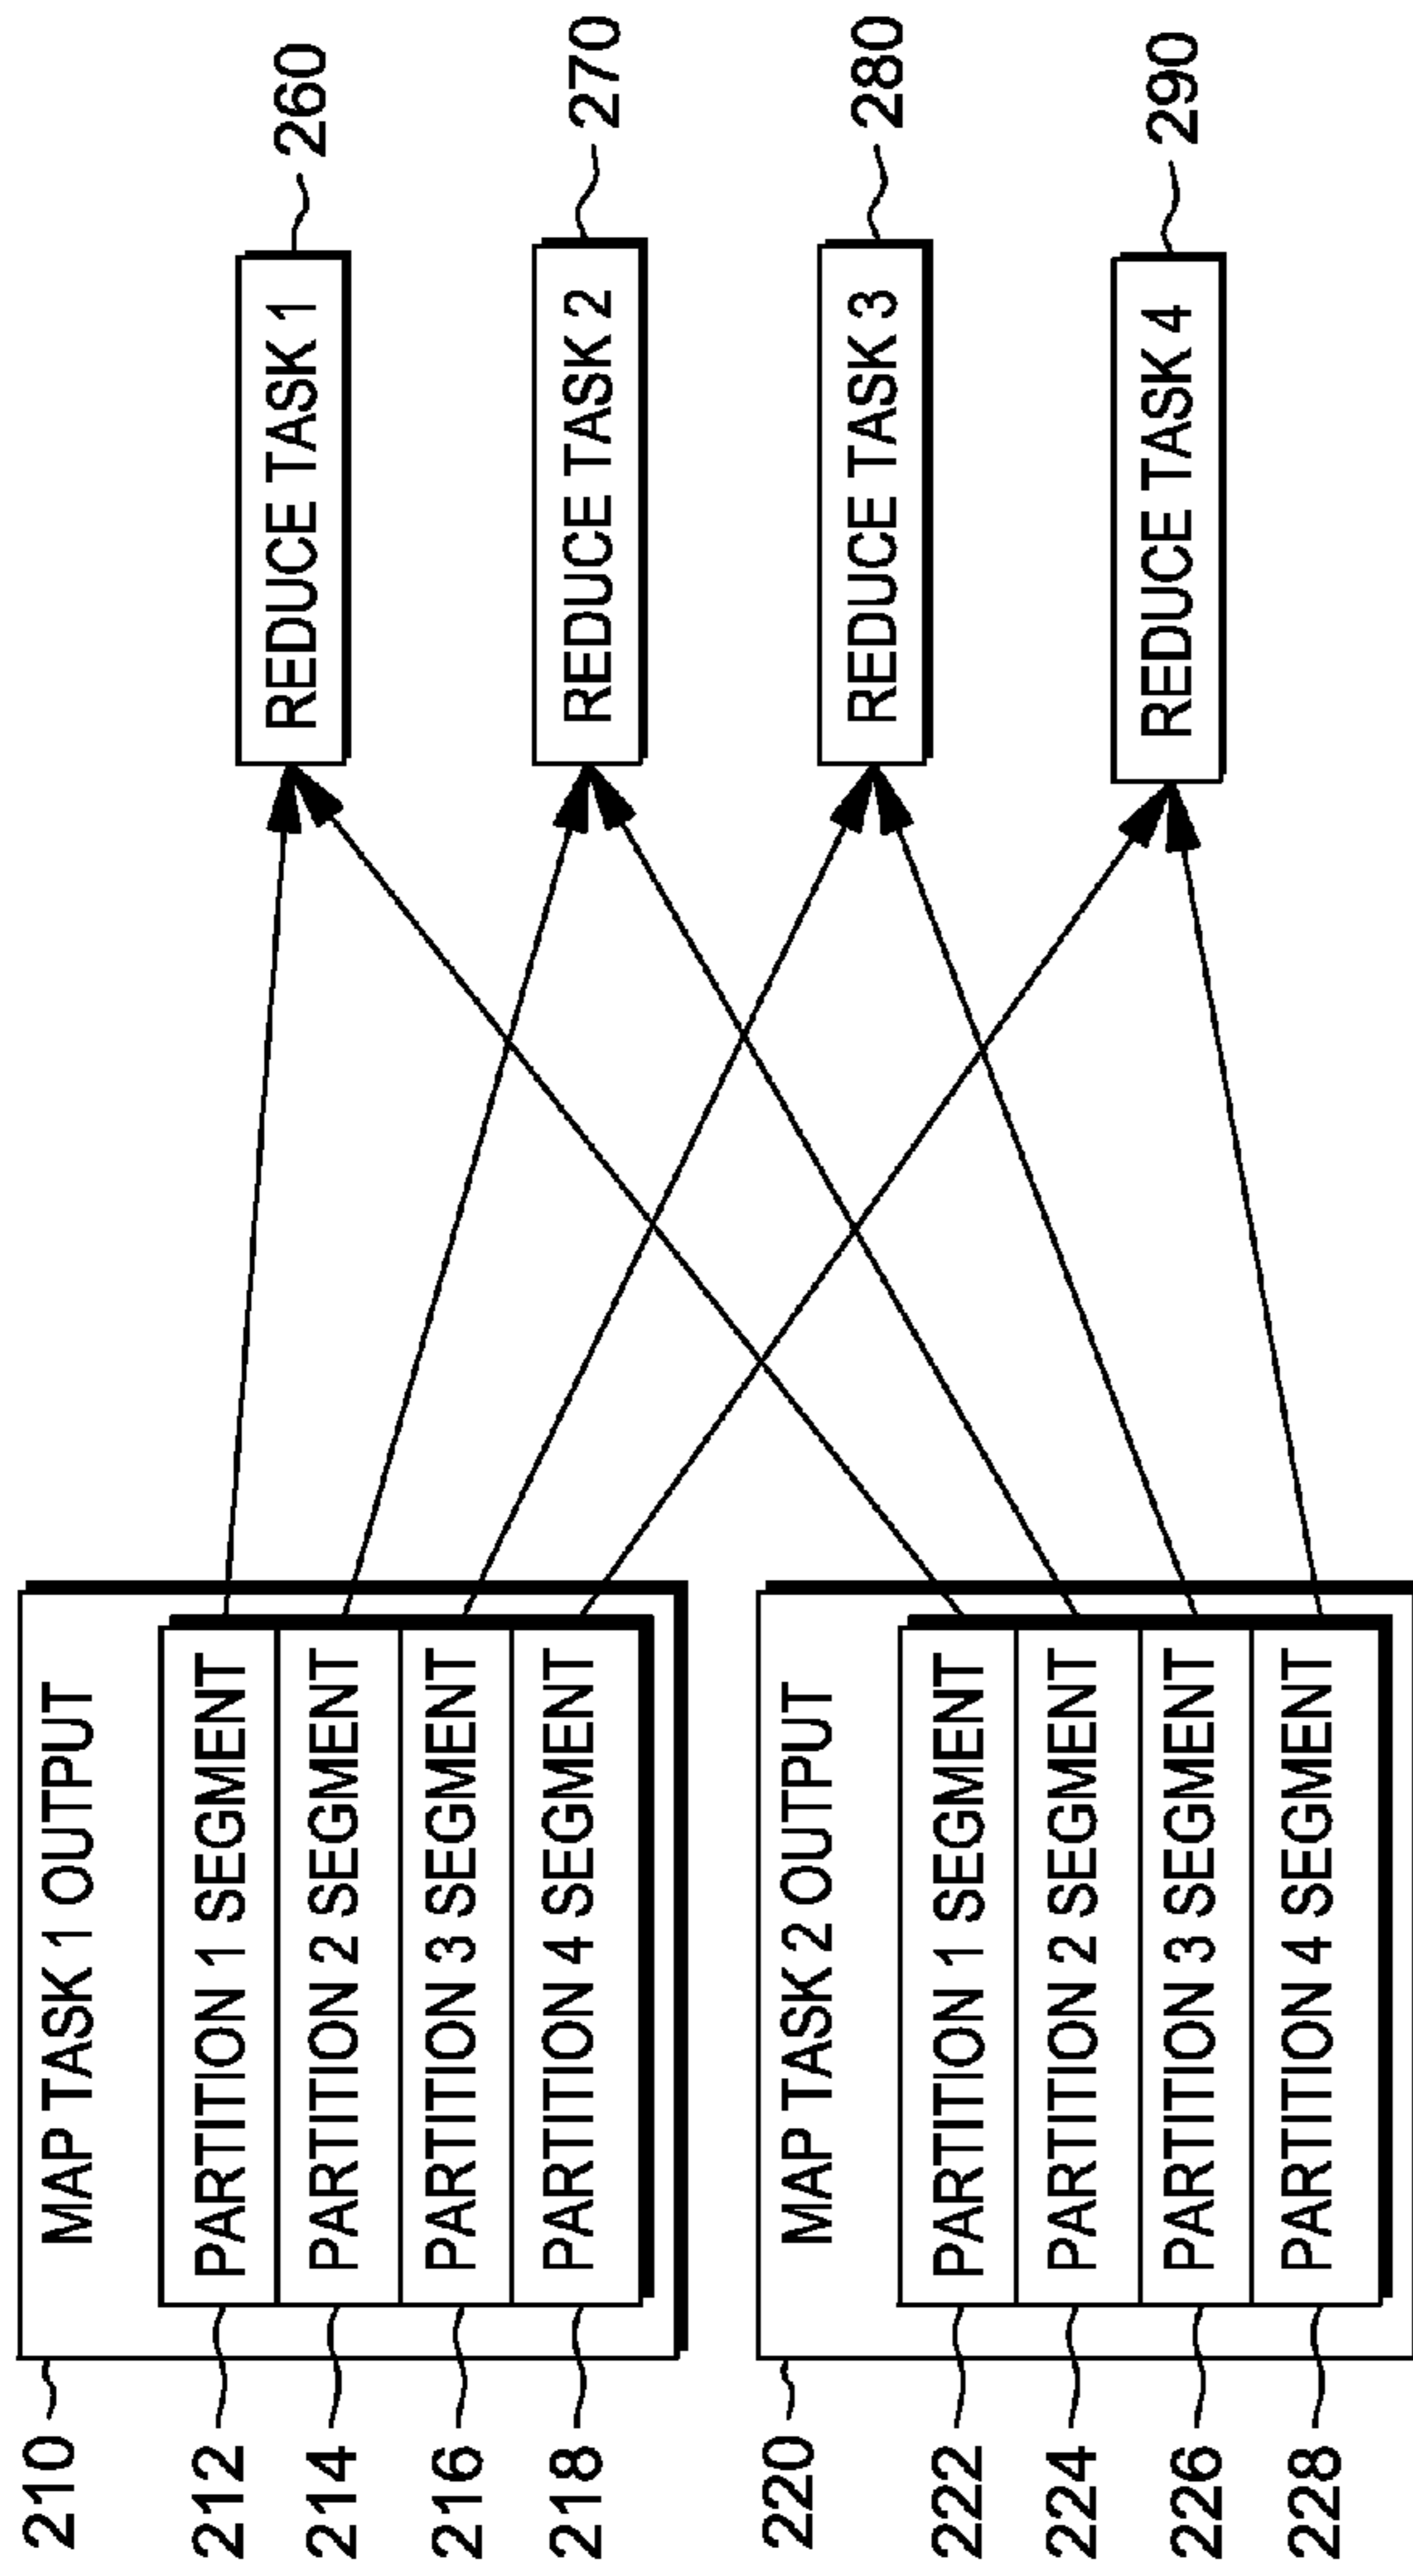 210
MAP TASK 1 OUTPUT
212 PARTITION 1 SEGMENT
214 PARTITION 2 SEGMENT
216 PARTITION 3 SEGMENT
218 PARTITION 4 SEGMENT
220
MAP TASK 2 OUTPUT
222 PARTITION 1 SEGMENT
224 PARTITION 2 SEGMENT
226 PARTITION 3 SEGMENT
228 PARTITION 4 SEGMENT
REDUCE TASK 1 260
REDUCE TASK 2 270
REDUCE TASK 3 280
REDUCE TASK 4 290